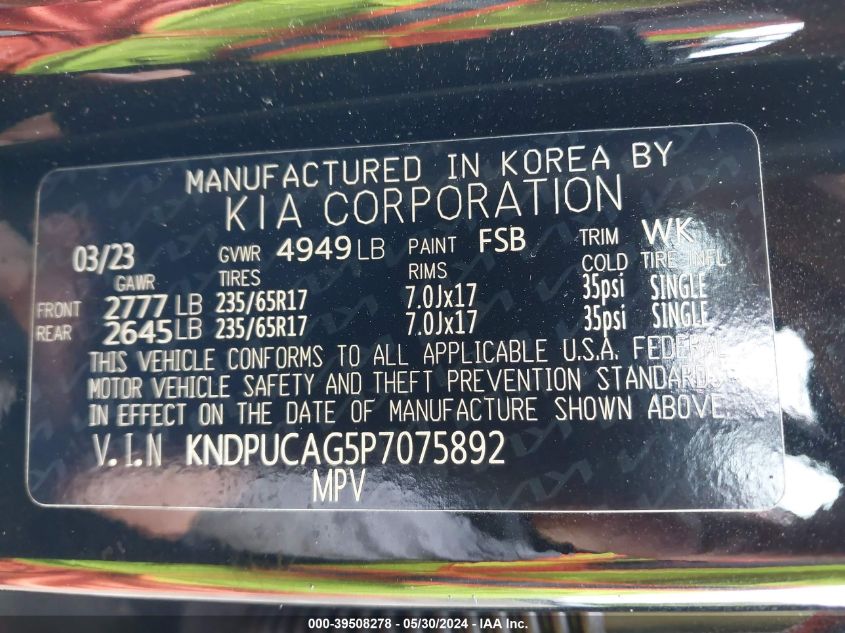 MANUFACTURED IN KOREA BY
KIA CORPORATION
03/23 GVWR 4949 LB PAINT FSB TRIM WK
GAWR TIRES RIMS COLD TIRE INFL
FRONT 2777 LB 235/65R17 7.0Jx17 35psi SINGLE
REAR 2645 LB 235/65R17 7.0Jx17 35psi SINGLE
THIS VEHICLE CONFORMS TO ALL APPLICABLE U.S.A. FEDERAL
MOTOR VEHICLE SAFETY AND THEFT PREVENTION STANDARDS
IN EFFECT ON THE DATE OF MANUFACTURE SHOWN ABOVE.
V.I.N KNDPUCAG5P7075892
MPV
000-39508278 - 05/30/2024 - IAA Inc.